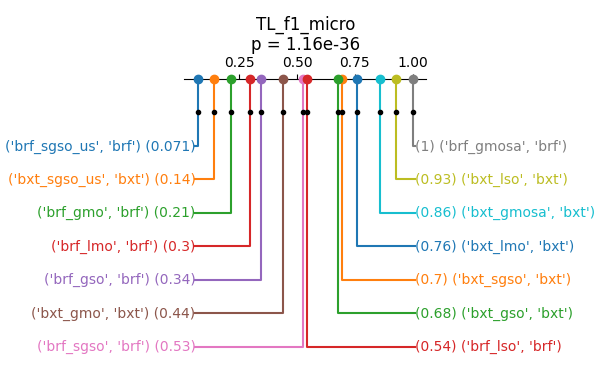 TL_f1_micro
p = 1.16e-36
0.25 0.50 0.75 1.00
('brf_sgso_us', 'brf') (0.071) (1) ('brf_gmosa', 'brf')
('bxt_sgso_us', 'bxt') (0.14) (0.93) ('bxt_lso', 'bxt')
('brf_gmo', 'brf') (0.21) (0.86) ('bxt_gmosa', 'bxt')
('brf_lmo', 'brf') (0.3) (0.76) ('bxt_lmo', 'bxt')
('brf_gso', 'brf') (0.34) (0.7) ('bxt_sgso', 'bxt')
('bxt_gmo', 'bxt') (0.44) (0.68) ('bxt_gso', 'bxt')
('brf_sgso', 'brf') (0.53) (0.54) ('brf_lso', 'brf')